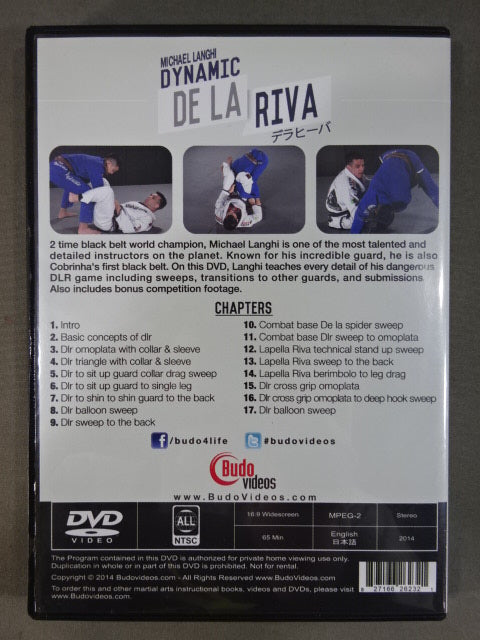 MICHAEL LANGHI
DYNAMIC
DE LA RIVA
デラヒーバ
2 time black belt world champion, Michael Langhi is one of the most talented and
detailed instructors on the planet. Known for his incredible guard, he is also
Cobrinha's first black belt. On this DVD, Langhi teaches every detail of his dangerous
DLR game including sweeps, transitions to other guards, and submissions.
Also includes bonus competition footage.
CHAPTERS
1. Intro
2. Basic concepts of dlr
3. Dlr omoplata with collar & sleeve
4. Dlr triangle with collar & sleeve
5. Dlr to sit up guard collar drag sweep
6. Dlr to sit up guard to single leg
7. Dlr to shin to shin guard to the back
8. Dlr balloon sweep
9. Dlr sweep to the back
10. Combat base De la spider sweep
11. Combat base Dlr sweep to omoplata
12. Lapella Riva technical stand up sweep
13. Lapella Riva sweep to the back
14. Lapella Riva berimbolo to leg drag
15. Dlr cross grip omoplata
16. Dlr cross grip omoplata to deep hook sweep
17. Dlr balloon sweep
f /budo4life
#budovideos
Budo
videos
www.BudoVideos.com
DVD
VIDEO
ALL
NTSC
16:9 Widescreen
MPEG-2
Stereo
65 Min
English
日本語
2014
The Program contained in this DVD is authorized for private home viewing use only.
Duplication in whole or in part of this DVD is prohibited. Not for rental.
Copyright © 2014 Budovideos.com. All Rights Reserved www.BudoVideos.com
To order this and other martial arts instructional books, videos and DVDs, please visit
www.Budovideos.com.
8 27166 26232 1